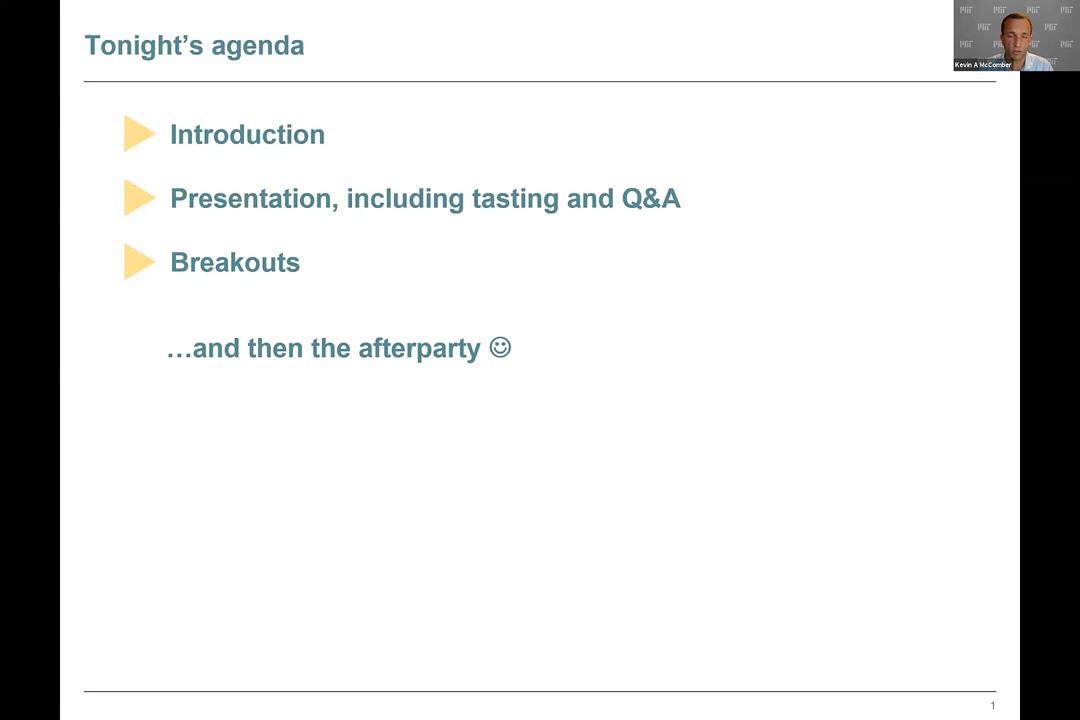 Tonight’s agenda
Kevin A McComber
Introduction
Presentation, including tasting and Q&A
Breakouts
…and then the afterparty ☺
1